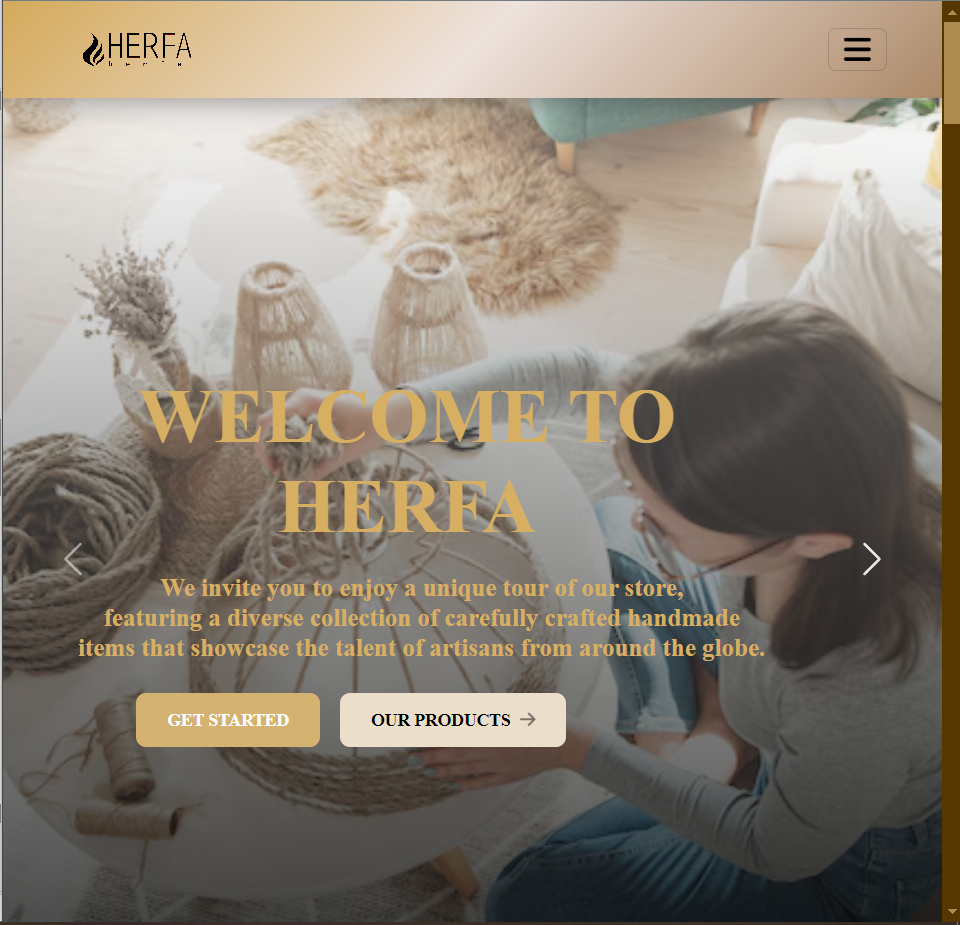 HERFA
WELCOME TO
HERFA
We invite you to enjoy a unique tour of our store,
featuring a diverse collection of carefully crafted handmade
items that showcase the talent of artisans from around the globe.
GET STARTED
OUR PRODUCTS →